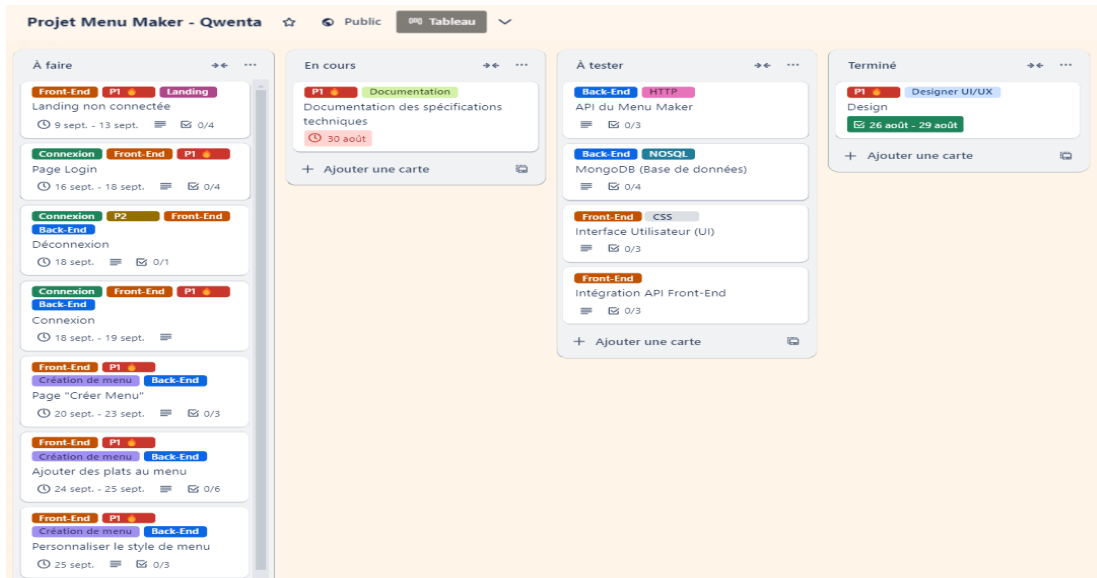 Projet Menu Maker - Qwenta Public Tableau
À faire
Front-End P1 Landing
Landing non connectée
9 sept. - 13 sept. 0/4
Connexion Front-End P1
Page Login
16 sept. - 18 sept. 0/4
Connexion P2 Front-End
Back-End
Déconnexion
18 sept. 0/1
Connexion Front-End P1
Back-End
Connexion
18 sept. - 19 sept.
Front-End P1
Création de menu Back-End
Page "Créer Menu"
20 sept. - 23 sept. 0/3
Front-End P1
Création de menu Back-End
Ajouter des plats au menu
24 sept. - 25 sept. 0/6
Front-End P1
Création de menu Back-End
Personnaliser le style de menu
25 sept. 0/3
En cours
P1 Documentation
Documentation des spécifications
techniques
30 août
+ Ajouter une carte
À tester
Back-End HTTP
API du Menu Maker
0/3
Back-End NOSQL
MongoDB (Base de données)
0/4
Front-End CSS
Interface Utilisateur (UI)
0/3
Front-End
Intégration API Front-End
0/3
+ Ajouter une carte
Terminé
P1 Designer UI/UX
Design
26 août - 29 août
+ Ajouter une carte